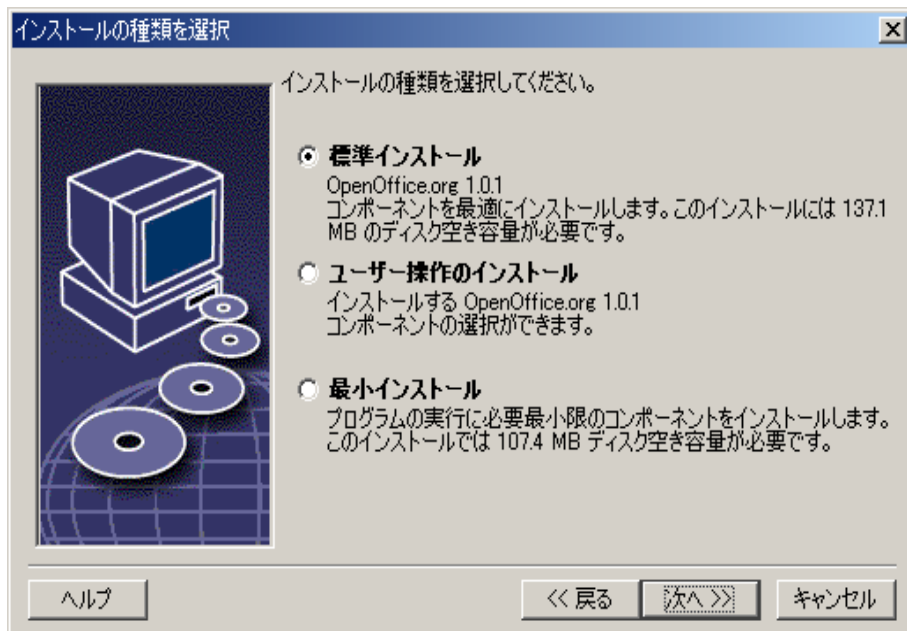 インストールの種類を選択
インストールの種類を選択してください。
標準インストール
OpenOffice.org 1.0.1
コンポーネントを最適にインストールします。このインストールには 137.1
MB のディスク空き容量が必要です。
ユーザー操作のインストール
インストールする OpenOffice.org 1.0.1
コンポーネントの選択ができます。
最小インストール
プログラムの実行に必要最小限のコンポーネントをインストールします。
このインストールでは 107.4 MB ディスク空き容量が必要です。
ヘルプ
<< 戻る
次へ >>
キャンセル